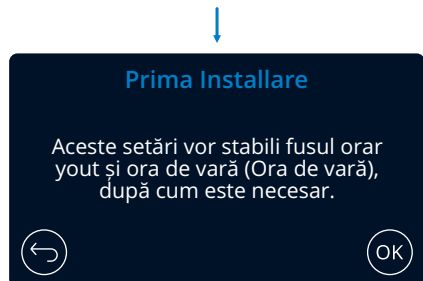 Prima Installare
Aceste setări vor stabili fusul orar
yout și ora de vară (Ora de vară),
după cum este necesar.
OK